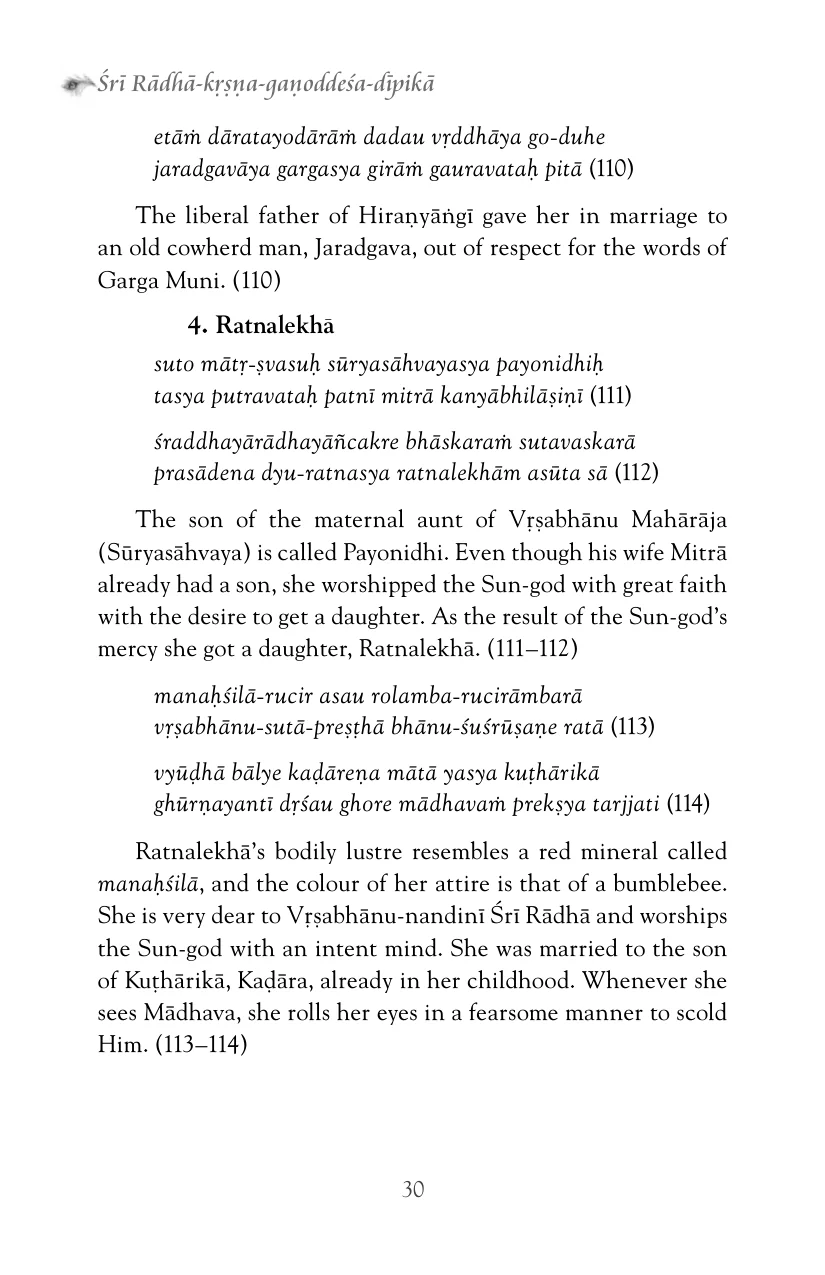 Śrī Rādhā-kṛṣṇa-gaṇoddeśa-dīpikā
etāṁ dāratayodārāṁ dadau vṛddhāya go-duhe
jaradgavāya gargasya girāṁ gauravataḥ pitā (110)
The liberal father of Hiraṇyāṅgī gave her in marriage to
an old cowherd man, Jaradgava, out of respect for the words of
Garga Muni. (110)
4. Ratnalekhā
suto mātṛ-ṣvasuḥ sūryasāhvayasya payonidhiḥ
tasya putravataḥ patnī mitrā kanyābhilāṣiṇī (111)
śraddhayārādhayāñcakre bhāskaraṁ sutavaskarā
prasādena dyu-ratnasya ratnalekhām asūta sā (112)
The son of the maternal aunt of Vṛṣabhānu Mahārāja
(Sūryasāhvaya) is called Payonidhi. Even though his wife Mitrā
already had a son, she worshipped the Sun-god with great faith
with the desire to get a daughter. As the result of the Sun-god’s
mercy she got a daughter, Ratnalekhā. (111–112)
manaḥśilā-rucir asau rolamba-rucirāmbarā
vṛṣabhānu-sutā-preṣṭhā bhānu-śuśrūṣaṇe ratā (113)
vyūḍhā bālye kaḍāreṇa mātā yasya kuṭhārikā
ghūrṇayantī dṛśau ghore mādhavaṁ prekṣya tarjjati (114)
Ratnalekhā’s bodily lustre resembles a red mineral called
manaḥśilā, and the colour of her attire is that of a bumblebee.
She is very dear to Vṛṣabhānu-nandinī Śrī Rādhā and worships
the Sun-god with an intent mind. She was married to the son
of Kuṭhārikā, Kaḍāra, already in her childhood. Whenever she
sees Mādhava, she rolls her eyes in a fearsome manner to scold
Him. (113–114)
30